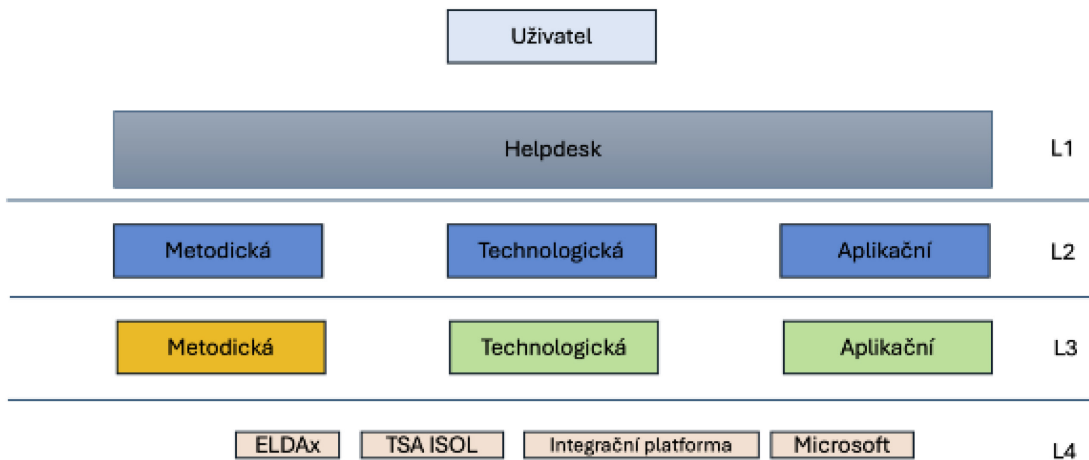 Uživatel
Helpdesk L1
Metodická Technologická Aplikační L2
Metodická Technologická Aplikační L3
ELDAx TSA ISOL Integrační platforma Microsoft L4